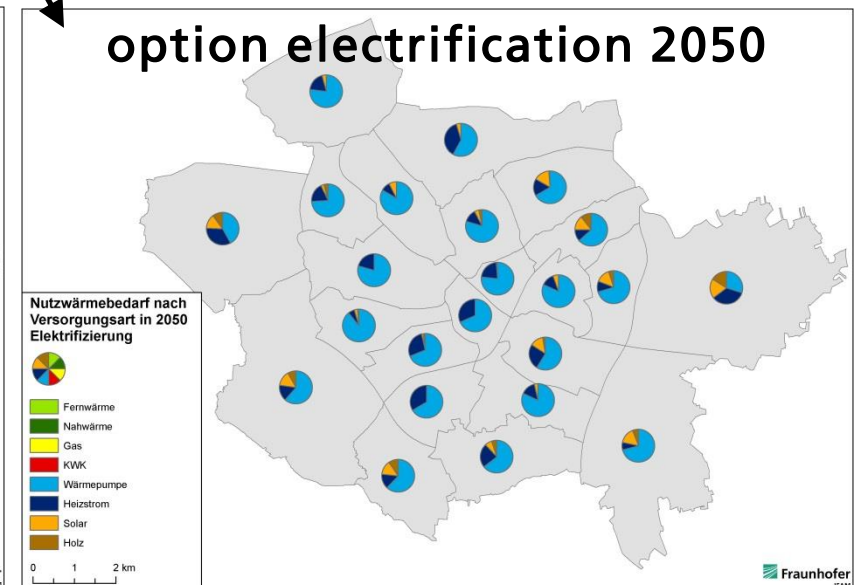 option electrification 2050
Nutzwärmebedarf nach
Versorgungsart in 2050
Elektrifizierung
Fernwärme
Nahwärme
Gas
KWK
Wärmepumpe
Heizstrom
Solar
Holz
0 1 2 km
Fraunhofer